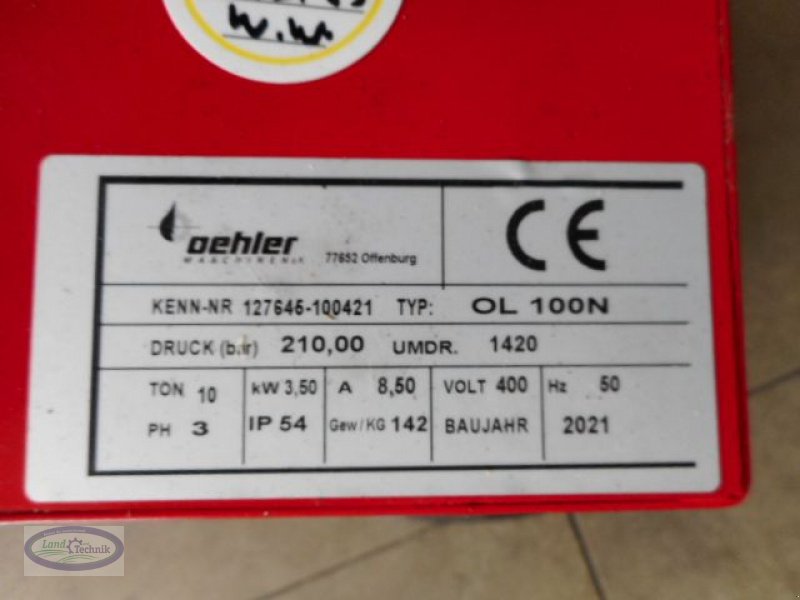 W.W.
oehler
MASCHINEN e.K.
77652 Offenburg
CE
KENN-NR 127646-100421 TYP: OL 100N
DRUCK (bar) 210,00 UMDR. 1420
TON 10 kW 3,50 A 8,50 VOLT 400 Hz 50
PH 3 IP 54 Gew/KG 142 BAUJAHR 2021
Land
Technik